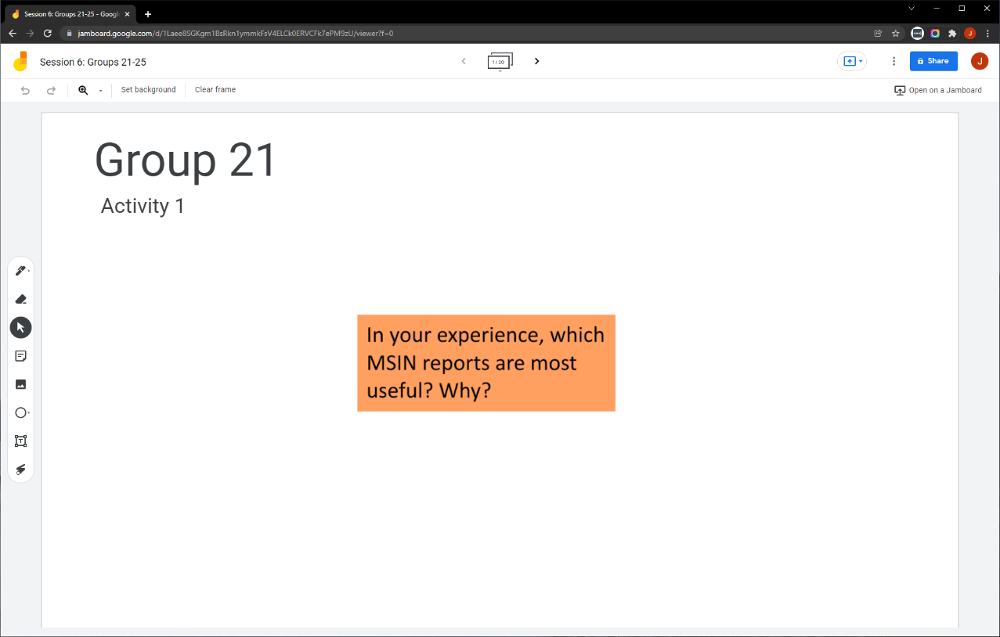 Session 6: Groups 21-25 - Googl
jamboard.google.com/d/1Laee8SGKgm1BsRkn1ymmkFsV4ELCk0ERVCFk7ePM9zU/viewer?f=0
J
Session 6: Groups 21-25
1 / 20
Share
J
Set background
Clear frame
Open on a Jamboard
Group 21
Activity 1
In your experience, which
MSIN reports are most
useful? Why?